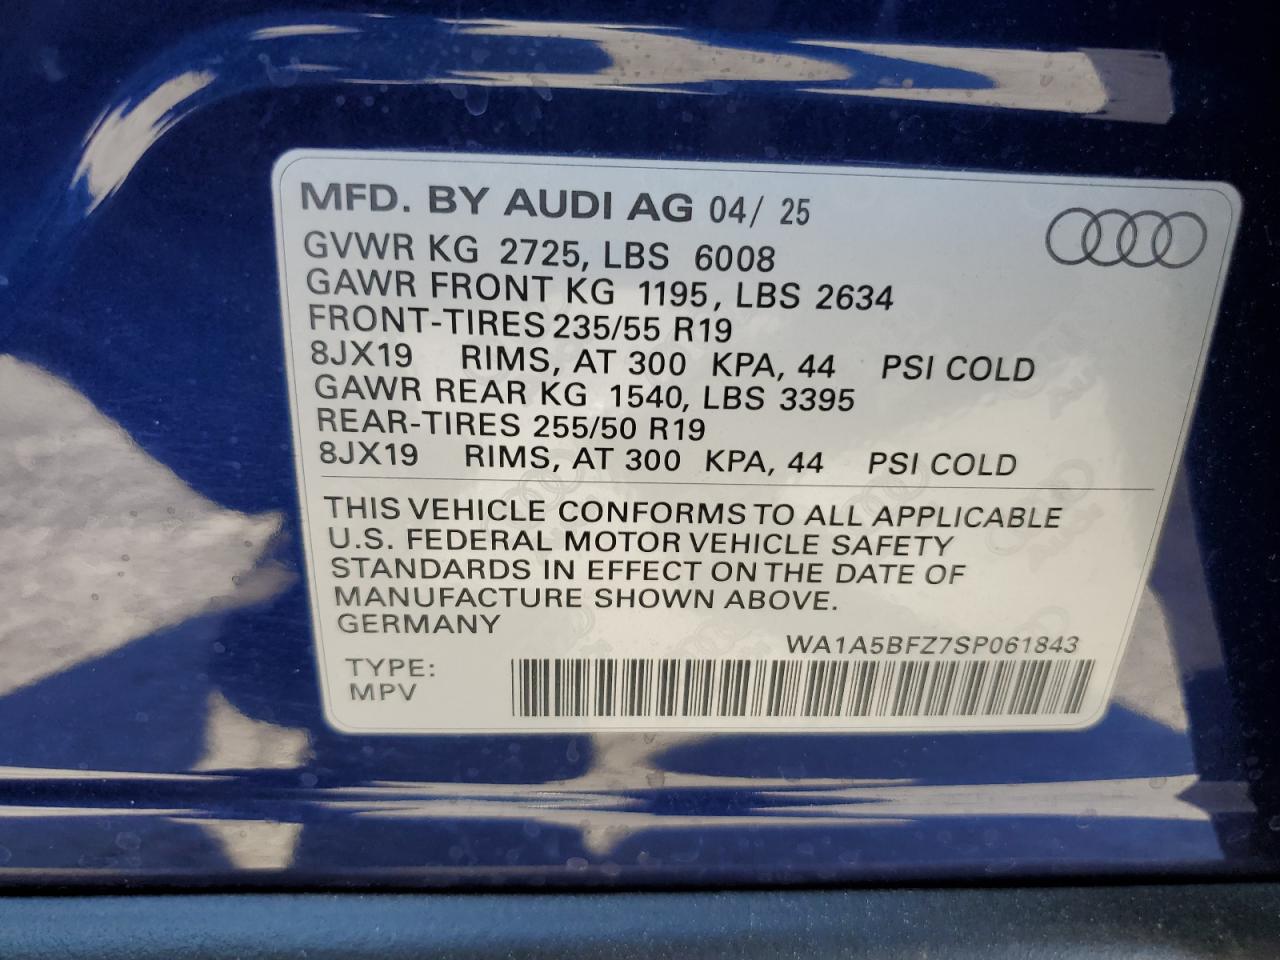 MFD. BY AUDI AG 04/ 25
GVWR KG 2725, LBS 6008
GAWR FRONT KG 1195, LBS 2634
FRONT-TIRES 235/55 R19
8JX19 RIMS, AT 300 KPA, 44 PSI COLD
GAWR REAR KG 1540, LBS 3395
REAR-TIRES 255/50 R19
8JX19 RIMS, AT 300 KPA, 44 PSI COLD
THIS VEHICLE CONFORMS TO ALL APPLICABLE
U.S. FEDERAL MOTOR VEHICLE SAFETY
STANDARDS IN EFFECT ON THE DATE OF
MANUFACTURE SHOWN ABOVE.
GERMANY
WA1A5BFZ7SP061843
TYPE:
MPV